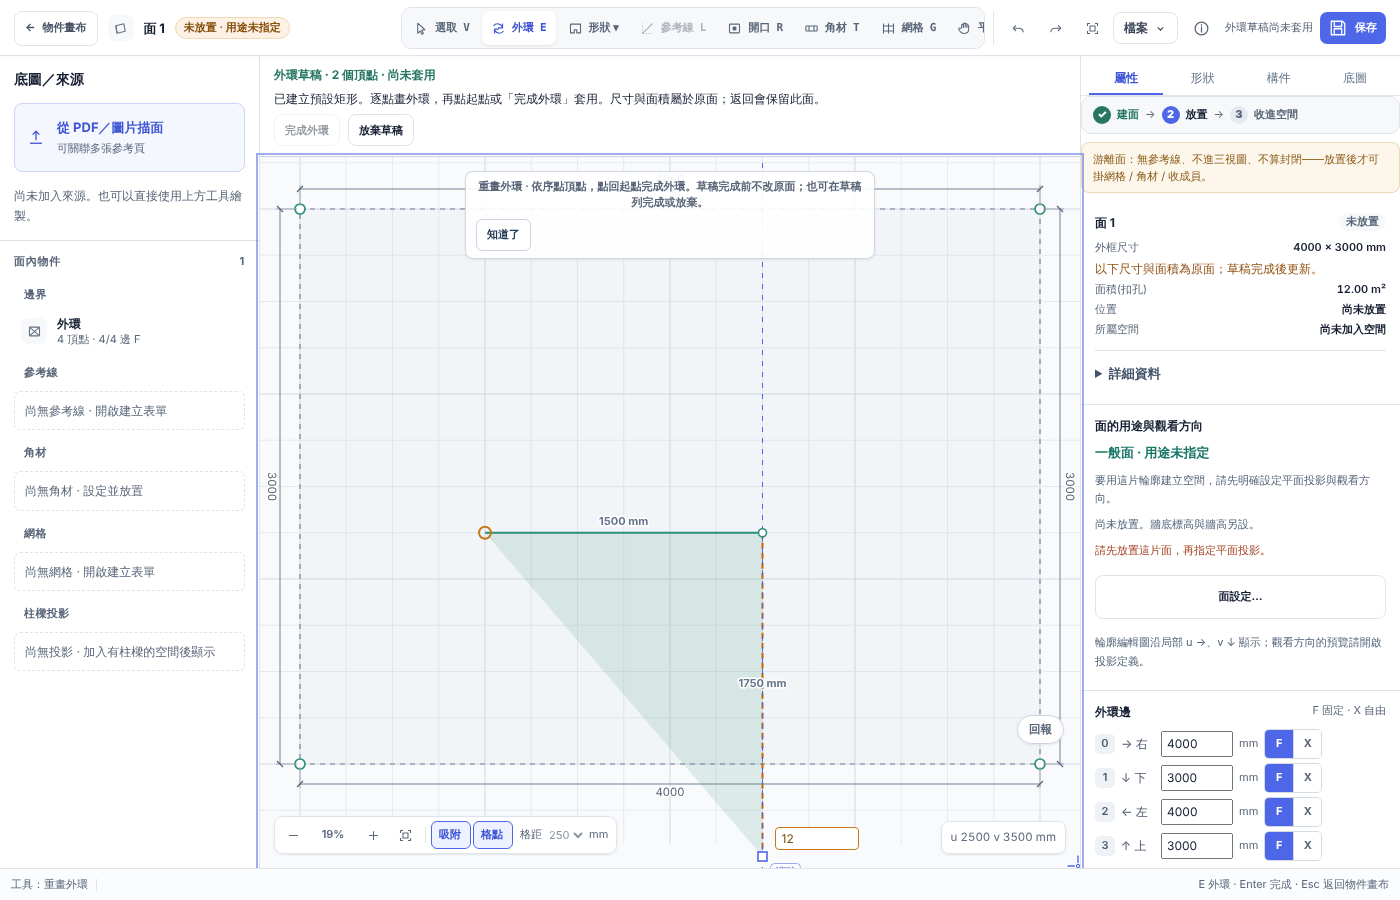 物件畫布
面 1
未放置 · 用途未指定
選取 V
外環 E
形狀 ▾
參考線 L
開口 R
角材 T
網格 G
檔案
外環草稿尚未套用
保存
底圖／來源
從 PDF／圖片描面
可關聯多張參考頁
尚未加入來源。也可以直接使用上方工具繪
製。
面內物件
1
邊界
外環
4 頂點 · 4/4 邊 F
參考線
尚無參考線 · 開啟建立表單
角材
尚無角材 · 設定並放置
網格
尚無網格 · 開啟建立表單
柱樑投影
尚無投影 · 加入有柱樑的空間後顯示
外環草稿 · 2 個頂點 · 尚未套用
已建立預設矩形。逐點畫外環，再點起點或「完成外環」套用。尺寸與面積屬於原面；返回會保留此面。
完成外環
放棄草稿
重畫外環 · 依序點頂點，點回起點完成外環。草稿完成前不改原面；也可在草稿
列完成或放棄。
知道了
3000
3000
1500 mm
1750 mm
4000
回報
19%
吸附
格點
格距
250
mm
12
u 2500 v 3500 mm
屬性
形狀
構件
底圖
建面
→
2
放置
→
3
收進空間
游離面：無參考線、不進三視圖、不算封閉——放置後才可
掛網格 / 角材 / 收成員。
面 1
未放置
外框尺寸
4000 × 3000 mm
以下尺寸與面積為原面；草稿完成後更新。
面積(扣孔)
12.00 m²
位置
尚未放置
所屬空間
尚未加入空間
詳細資料
面的用途與觀看方向
一般面 · 用途未指定
要用這片輪廓建立空間，請先明確設定平面投影與觀看方
向。
尚未放置。牆底標高與牆高另設。
請先放置這片面，再指定平面投影。
面設定...
輪廓編輯圖沿局部 u →、v ↓ 顯示；觀看方向的預覽請開啟
投影定義。
外環邊
F 固定 · X 自由
0 → 右 4000 mm F X
1 ↓ 下 3000 mm F X
2 ← 左 4000 mm F X
3 ↑ 上 3000 mm F X
工具：重畫外環
E 外環 · Enter 完成 · Esc 返回物件畫布